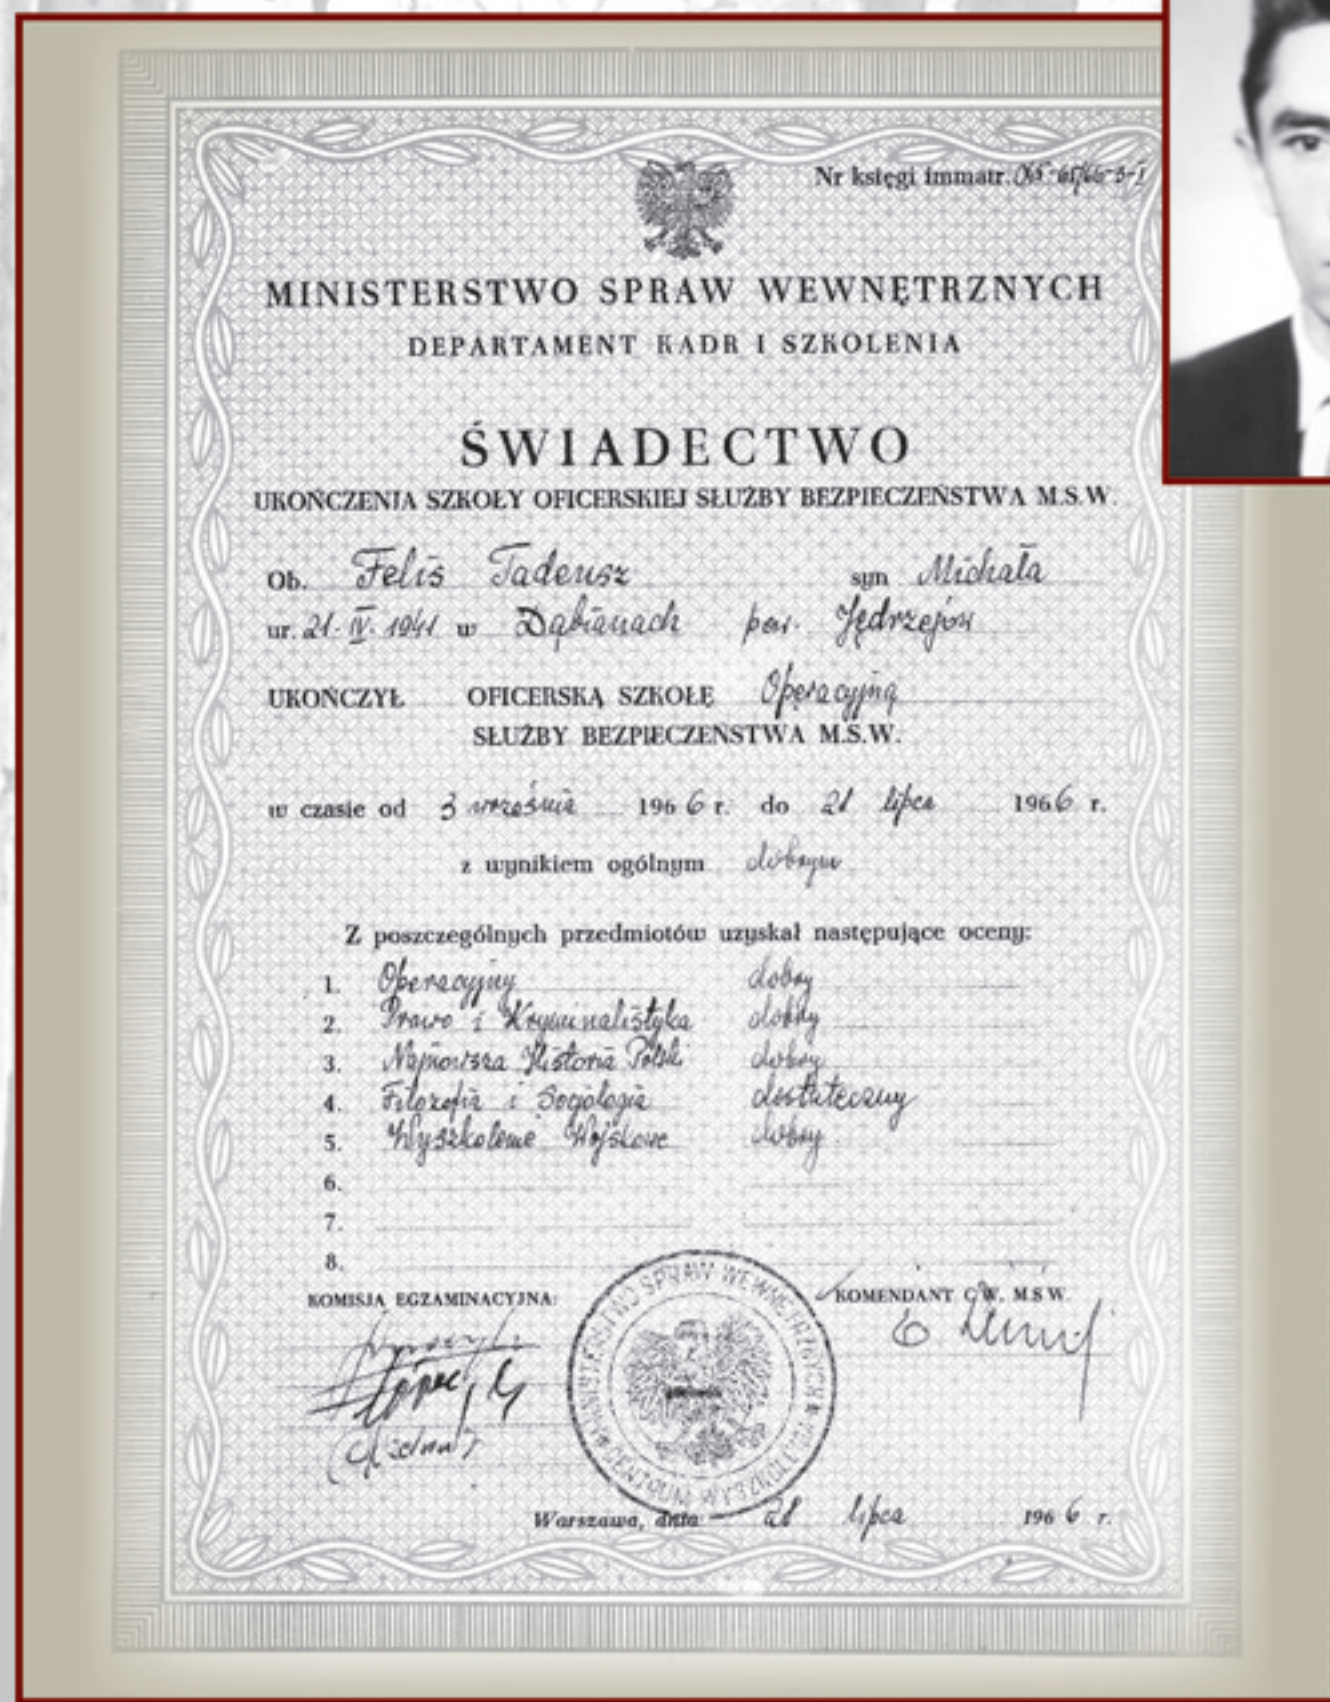 Nr księgi immatr.
MINISTERSTWO SPRAW WEWNĘTRZNYCH
DEPARTAMENT KADR I SZKOLENIA
ŚWIADECTWO
UKOŃCZENIA SZKOŁY OFICERSKIEJ SŁUŻBY BEZPIECZEŃSTWA M.S.W.
Ob. Feliś Tadeusz syn Michała
ur. 21. IV. 1941 w pow. Jędrzejów
UKOŃCZYŁ OFICERSKĄ SZKOŁĘ Operacyjną
SŁUŻBY BEZPIECZEŃSTWA M.S.W.
w czasie od 3 września 1966 r. do 21 lipca 1966 r.
z wynikiem ogólnym dobrym
Z poszczególnych przedmiotów uzyskał następujące oceny:
1. Operacyjny dobry
2. Prawo i Kryminalistyka dobry
3. Najnowsza Historia Polski dobry
4. Filozofia i Socjologia dostateczny
5. Wyszkolenie Wojskowe dobry
6.
7.
8.
KOMISJA EGZAMINACYJNA:
KOMENDANT C.W. M.S.W.
MINISTERSTWO SPRAW WEWNĘTRZNYCH
CENTRUM WYSZKOLENIA
Warszawa, dnia 21 lipca 1966 r.